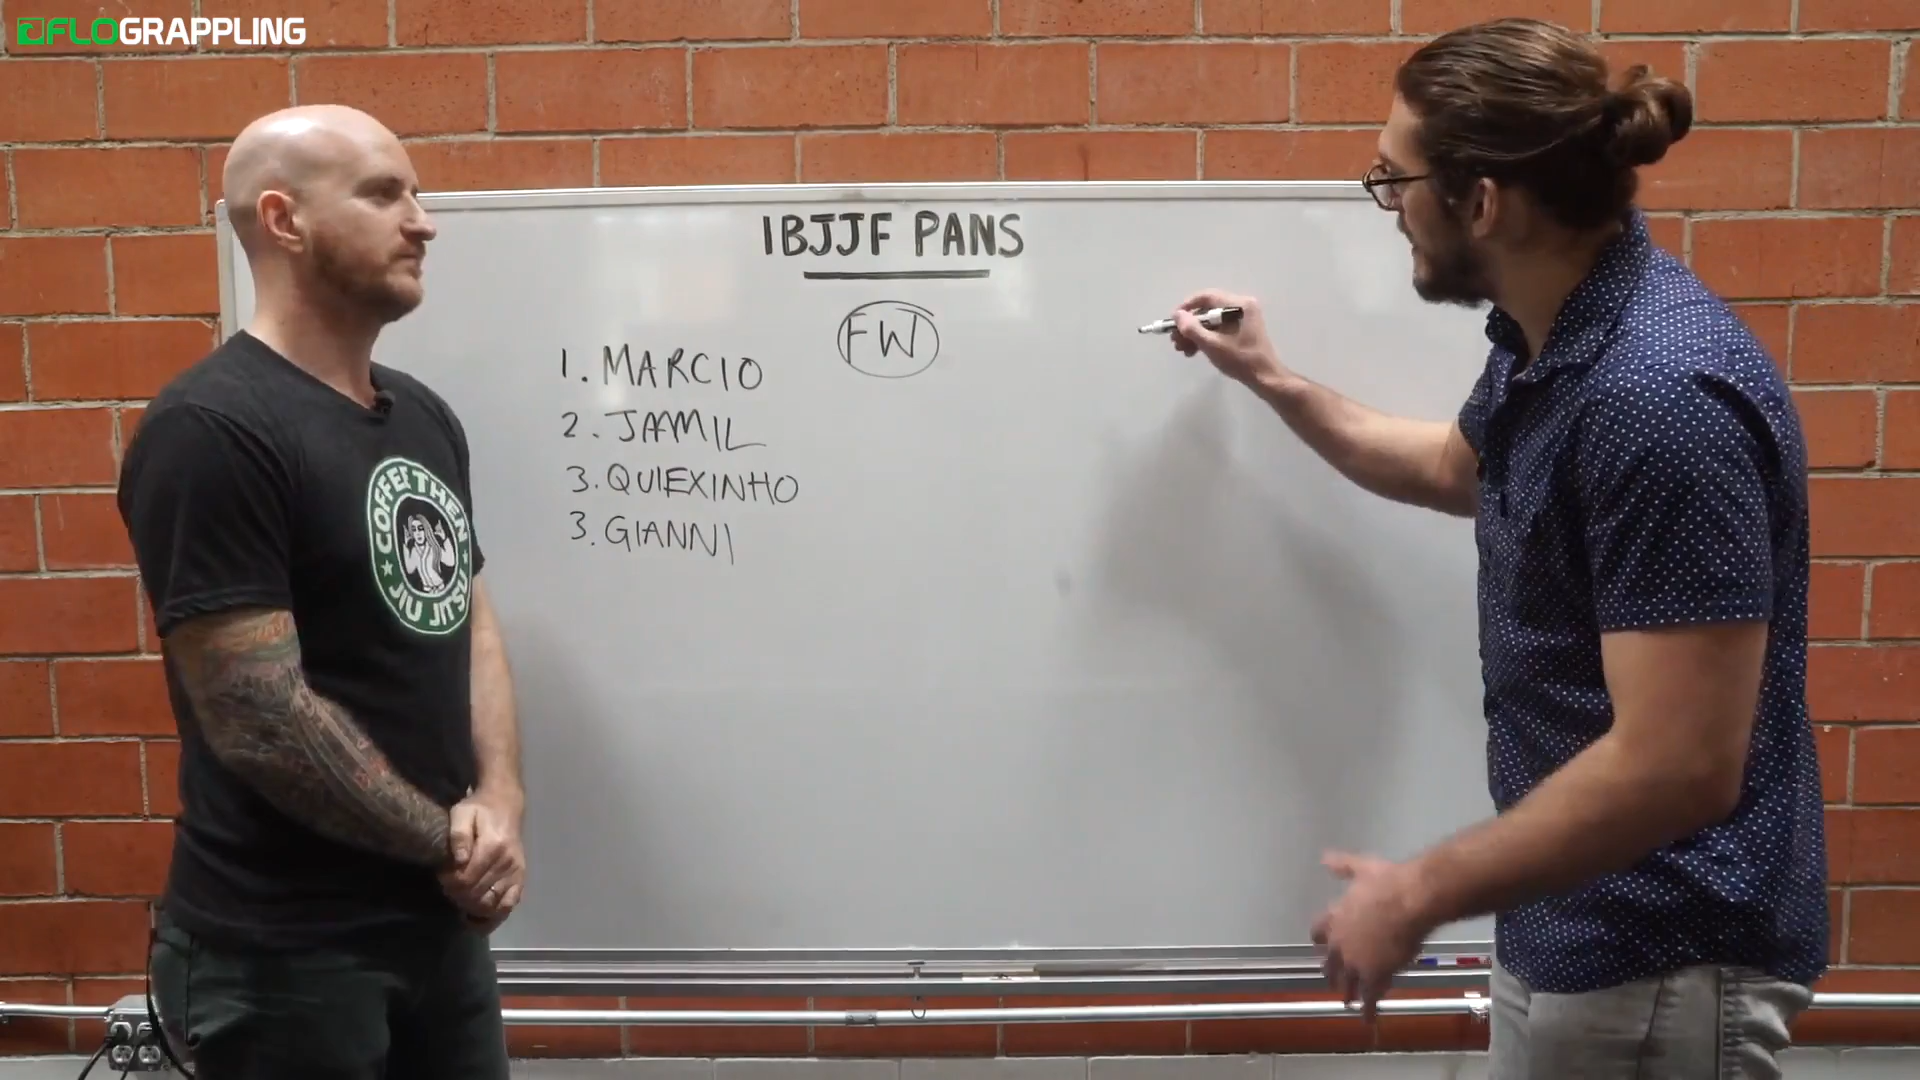 FLOGRAPPLING
IBJJF PANS
FW
1. MARCIO
2. JAMIL
3. QUIEXINHO
3. GIANNI
COFFEE THEN
JIU JITSU